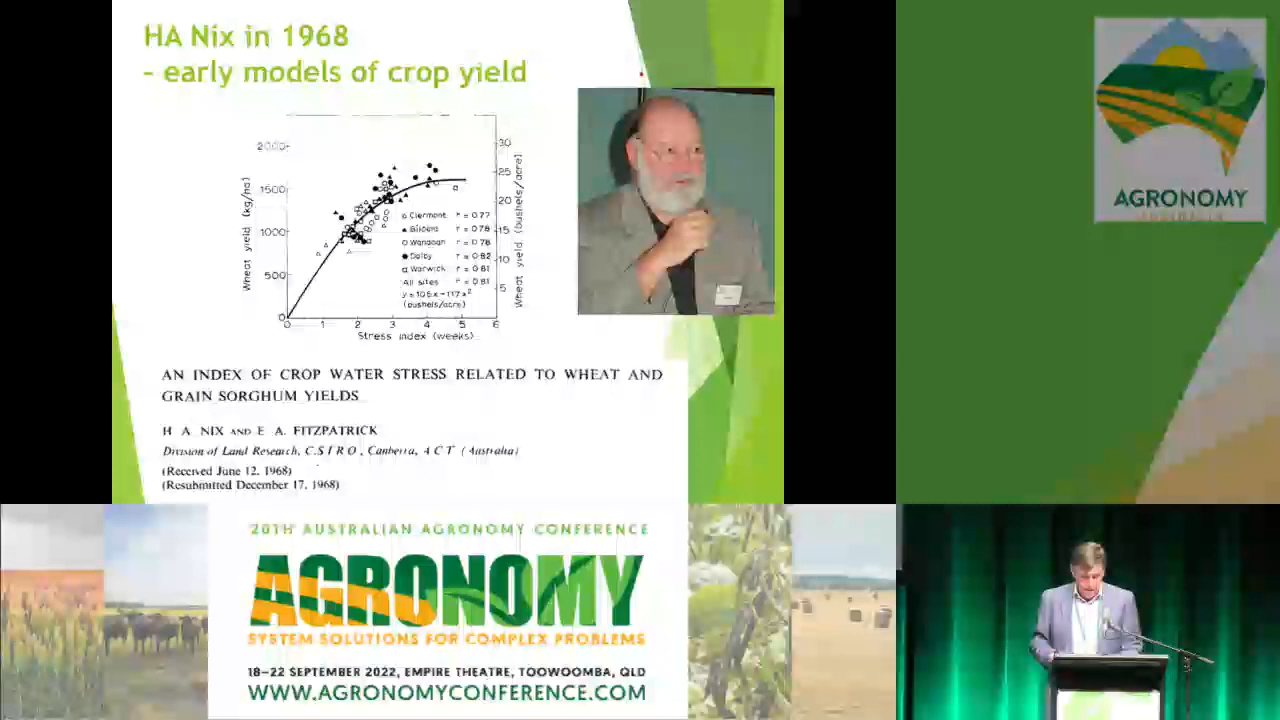 HA Nix in 1968
- early models of crop yield
2000
1500
1000
500
0
Wheat yield (kg/ha)
30
25
20
15
10
5
Wheat yield (bushels/acre)
△ Clermont r = 0.77
▲ Biloela r = 0.78
○ Wandoan r = 0.78
● Dalby r = 0.82
□ Warwick r = 0.81
All sites r = 0.81
(bushels/acre)
0 1 2 3 4 5 6
Stress index (weeks)
AN INDEX OF CROP WATER STRESS RELATED TO WHEAT AND
GRAIN SORGHUM YIELDS
H A NIX AND E A. FITZPATRICK
Division of Land Research, C.S I R O , Canberra, A C T ( Australia)
(Received June 12, 1968)
(Resubmitted December 17, 1968)
AGRONOMY
AUSTRALIA
20TH AUSTRALIAN AGRONOMY CONFERENCE
AGRONOMY
SYSTEM SOLUTIONS FOR COMPLEX PROBLEMS
18–22 SEPTEMBER 2022, EMPIRE THEATRE, TOOWOOMBA, QLD
WWW.AGRONOMYCONFERENCE.COM